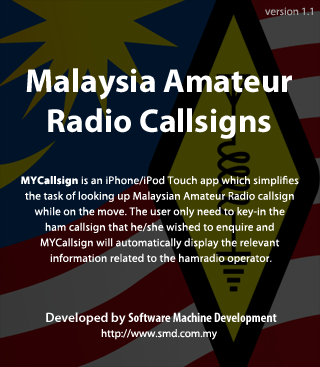 version 1.1
Malaysia Amateur
Radio Callsigns
MYCallsign is an iPhone/iPod Touch app which simplifies
the task of looking up Malaysian Amateur Radio callsign
while on the move. The user only need to key-in the
ham callsign that he/she wished to enquire and
MYCallsign will automatically display the relevant
information related to the hamradio operator.
Developed by Software Machine Development
http://www.smd.com.my